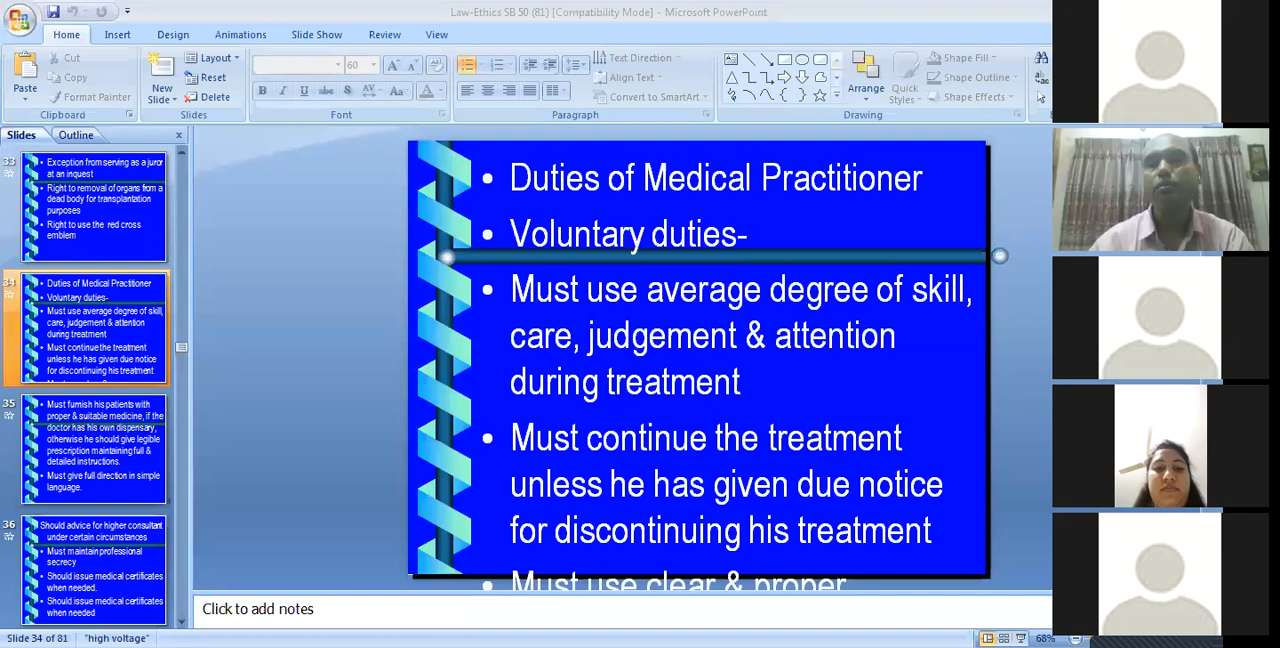 Law-Ethics SB 50 (81) [Compatibility Mode] - Microsoft PowerPoint
Home Insert Design Animations Slide Show Review View
Cut
Copy
Format Painter
Paste
Clipboard
Layout
Reset
Delete
New
Slide
Slides
60
B I U abc S AV Aa A
Font
Text Direction
Align Text
Convert to SmartArt
Paragraph
Arrange
Quick
Styles
Shape Fill
Shape Outline
Shape Effects
Drawing
Slides Outline
33
• Exception from serving as a juror
at an inquest
• Right to removal of organs from a
dead body for transplantation
purposes
• Right to use the red cross
emblem
34
• Duties of Medical Practitioner
• Voluntary duties-
• Must use average degree of skill,
care, judgement & attention
during treatment
• Must continue the treatment
unless he has given due notice
for discontinuing his treatment
35
• Must furnish his patients with
proper & suitable medicine, if the
doctor has his own dispensary,
otherwise he should give legible
prescription maintaining full &
detailed instructions.
• Must give full direction in simple
language.
36
Should advice for higher consultant
under certain circumstances
• Must maintain professional
secrecy
• Should issue medical certificates
when needed.
• Should issue medical certificates
when needed
• Duties of Medical Practitioner
• Voluntary duties-
• Must use average degree of skill,
care, judgement & attention
during treatment
• Must continue the treatment
unless he has given due notice
for discontinuing his treatment
• Must use clear & proper
Click to add notes
Slide 34 of 81 "high voltage" 68%